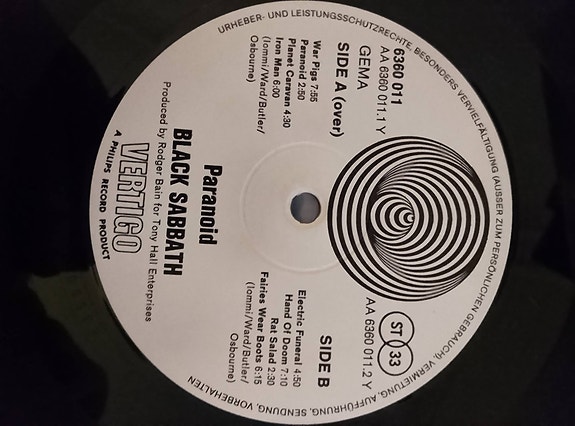 URHEBER- UND LEISTUNGSSCHUTZRECHTE, BESONDERS VERVIELFÄLTIGUNG (AUSSER ZUM PERSÖNLICHEN GEBRAUCH), VERMIETUNG, AUFFÜHRUNG, SENDUNG, VORBEHALTEN
6360 011
AA 6360 011.1 Y
GEMA
SIDE A (over)
War Pigs 7:55
Paranoid 2:50
Planet Caravan 4:30
Iron Man 6:00
(Iommi/Ward/Butler/
Osbourne)
AA 6360 011.2 Y
ST 33
SIDE B
Electric Funeral 4:50
Hand Of Doom 7:10
Rat Salad 2:30
Fairies Wear Boots 6:15
(Iommi/Ward/Butler/
Osbourne)
Paranoid
BLACK SABBATH
Produced by Rodger Bain for Tony Hall Enterprises
VERTIGO
A PHILIPS RECORD PRODUCT